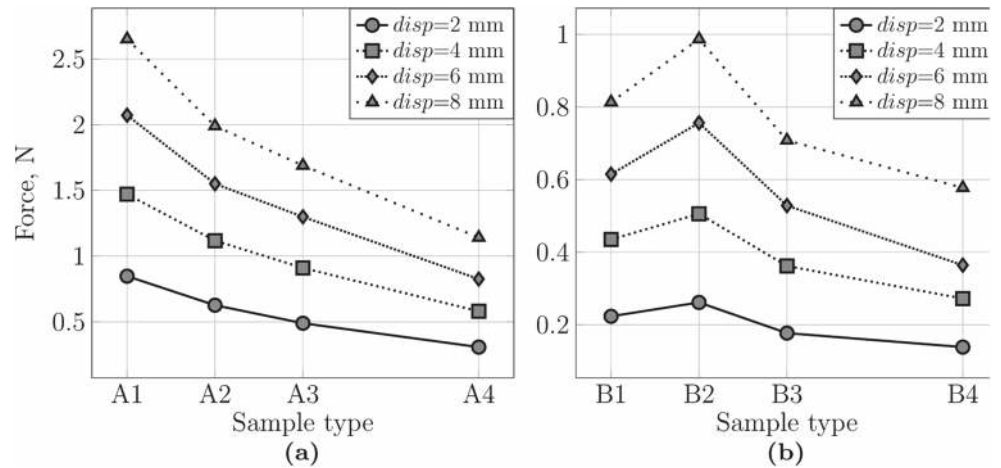 disp=2 mm
disp=4 mm
disp=6 mm
disp=8 mm
2.5
2
1.5
1
0.5
Force, N
A1 A2 A3 A4
Sample type
(a)
disp=2 mm
disp=4 mm
disp=6 mm
disp=8 mm
1
0.8
0.6
0.4
0.2
B1 B2 B3 B4
Sample type
(b)